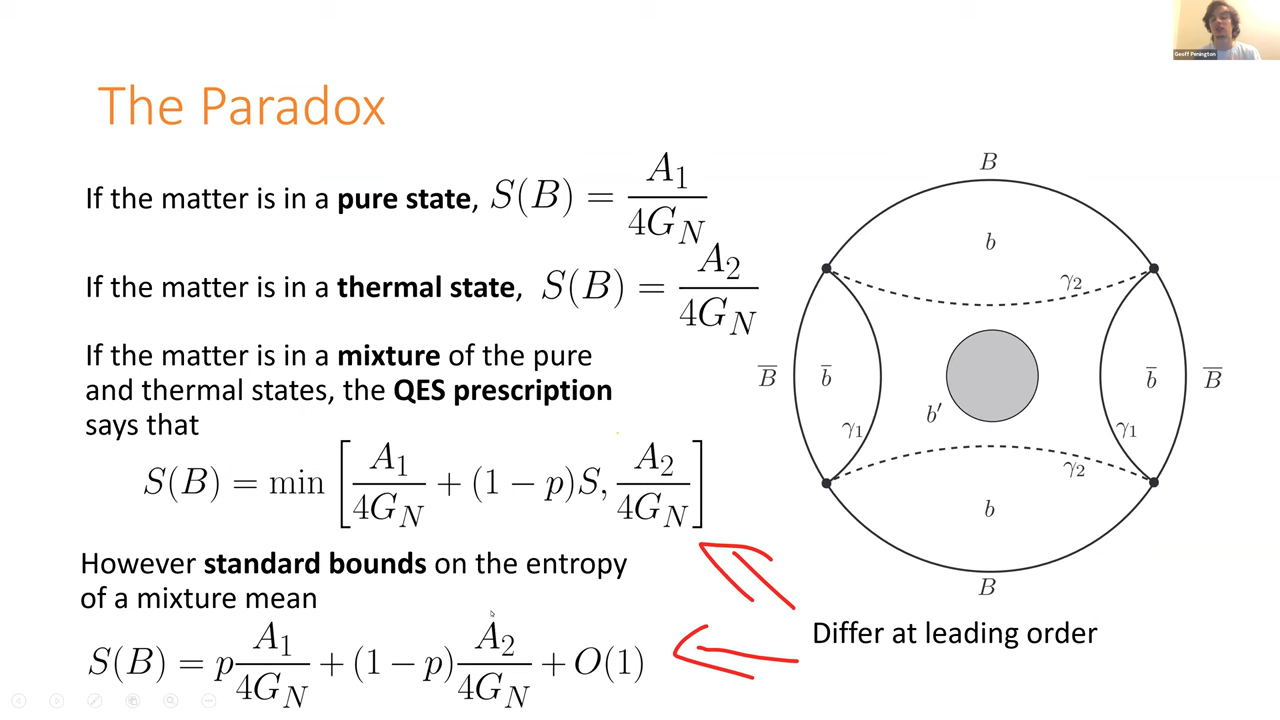 Geoff Penington
The Paradox
If the matter is in a pure state, S(B) = A₁/4G_N
If the matter is in a thermal state, S(B) = A₂/4G_N
If the matter is in a mixture of the pure
and thermal states, the QES prescription
says that
S(B) = min [A₁/4G_N + (1 − p)S, A₂/4G_N]
However standard bounds on the entropy
of a mixture mean
S(B) = p A₁/4G_N + (1 − p) A₂/4G_N + O(1)
B
b
γ₂
B̅ b̅ b̅ B̅
b′
γ₁ γ₁
γ₂
b
B
Differ at leading order